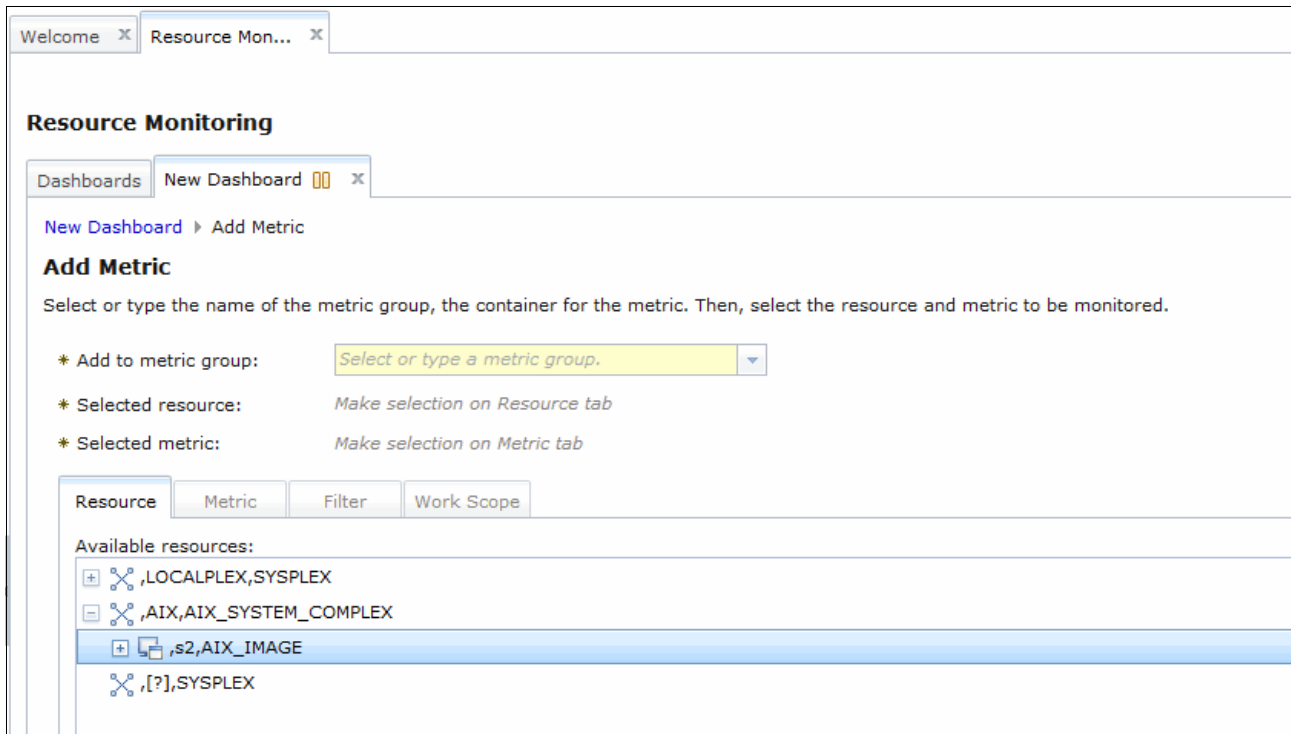 Welcome x Resource Mon... x
Resource Monitoring
Dashboards New Dashboard x
New Dashboard Add Metric
Add Metric
Select or type the name of the metric group, the container for the metric. Then, select the resource and metric to be monitored.
* Add to metric group: Select or type a metric group.
* Selected resource: Make selection on Resource tab
* Selected metric: Make selection on Metric tab
Resource Metric Filter Work Scope
Available resources:
,LOCALPLEX,SYSPLEX
,AIX,AIX_SYSTEM_COMPLEX
,s2,AIX_IMAGE
,[?],SYSPLEX